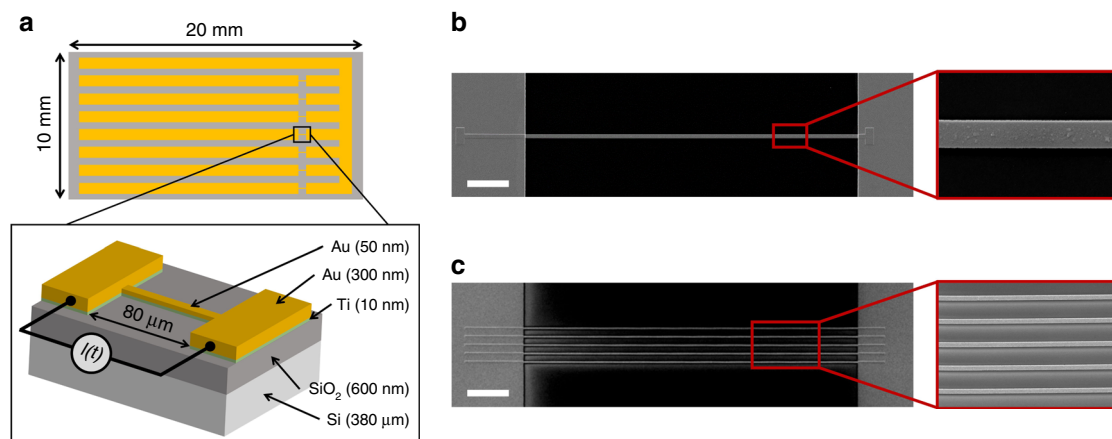 a
20 mm
10 mm
Au (50 nm)
Au (300 nm)
Ti (10 nm)
80 μm
I(t)
SiO₂ (600 nm)
Si (380 μm)
b
c